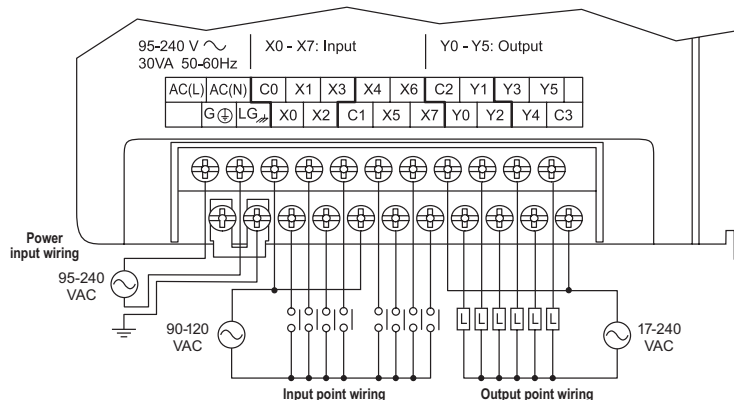 95-240 V
30VA 50-60Hz
X0 - X7: Input
Y0 - Y5: Output
AC(L) AC(N) C0 X1 X3 X4 X6 C2 Y1 Y3 Y5
G LG X0 X2 C1 X5 X7 Y0 Y2 Y4 C3
Power
input wiring
95-240
VAC
90-120
VAC
L L L L L L
17-240
VAC
Input point wiring
Output point wiring